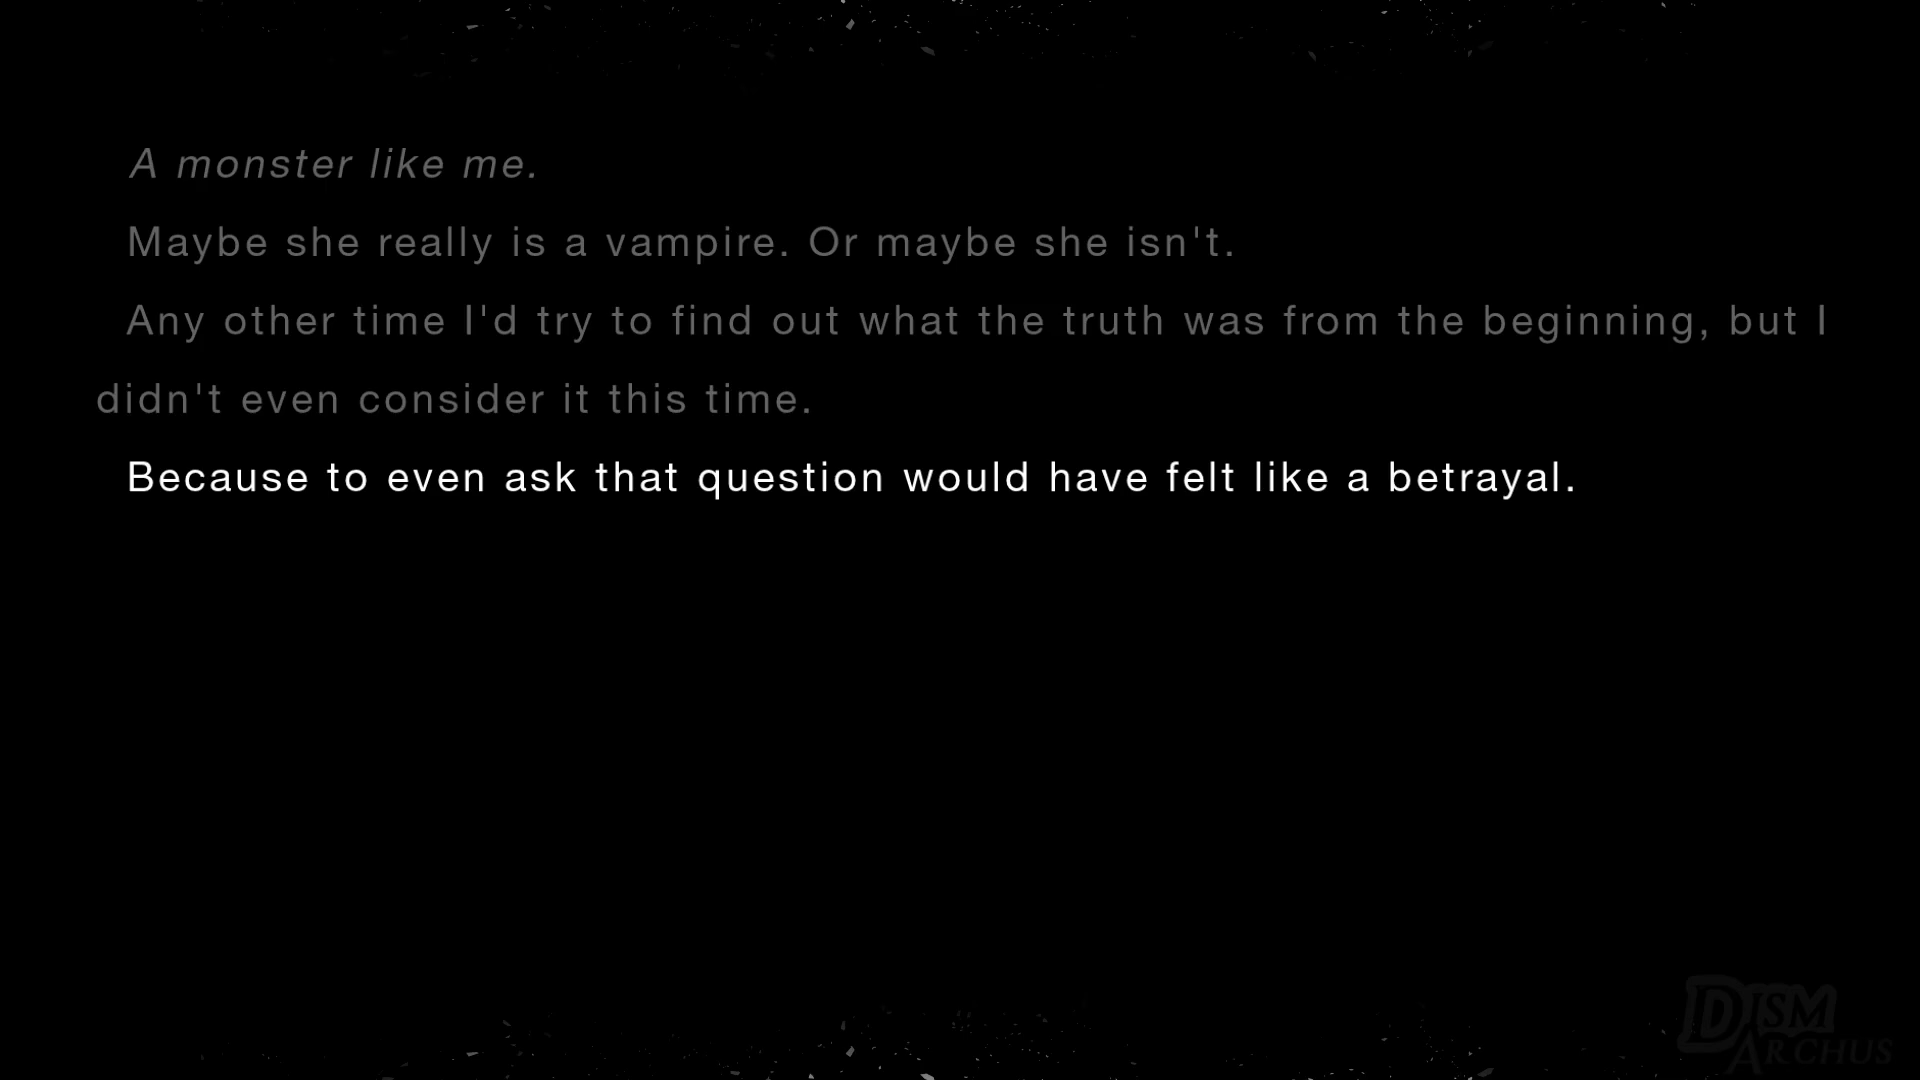 A monster like me.
Maybe she really is a vampire. Or maybe she isn't.
Any other time I'd try to find out what the truth was from the beginning, but I
didn't even consider it this time.
Because to even ask that question would have felt like a betrayal.
DISM
ARCHUS